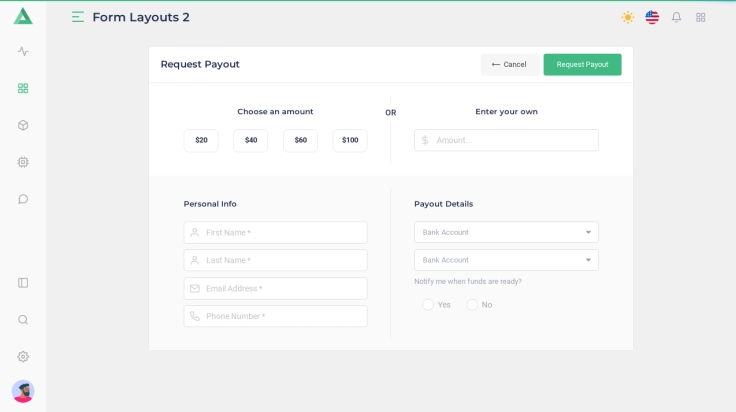 Form Layouts 2
Request Payout
Cancel
Request Payout
Choose an amount
OR
Enter your own
$20
$40
$60
$100
$ Amount...
Personal Info
Payout Details
First Name *
Bank Account
Last Name *
Bank Account
Email Address *
Notify me when funds are ready?
Phone Number *
Yes
No